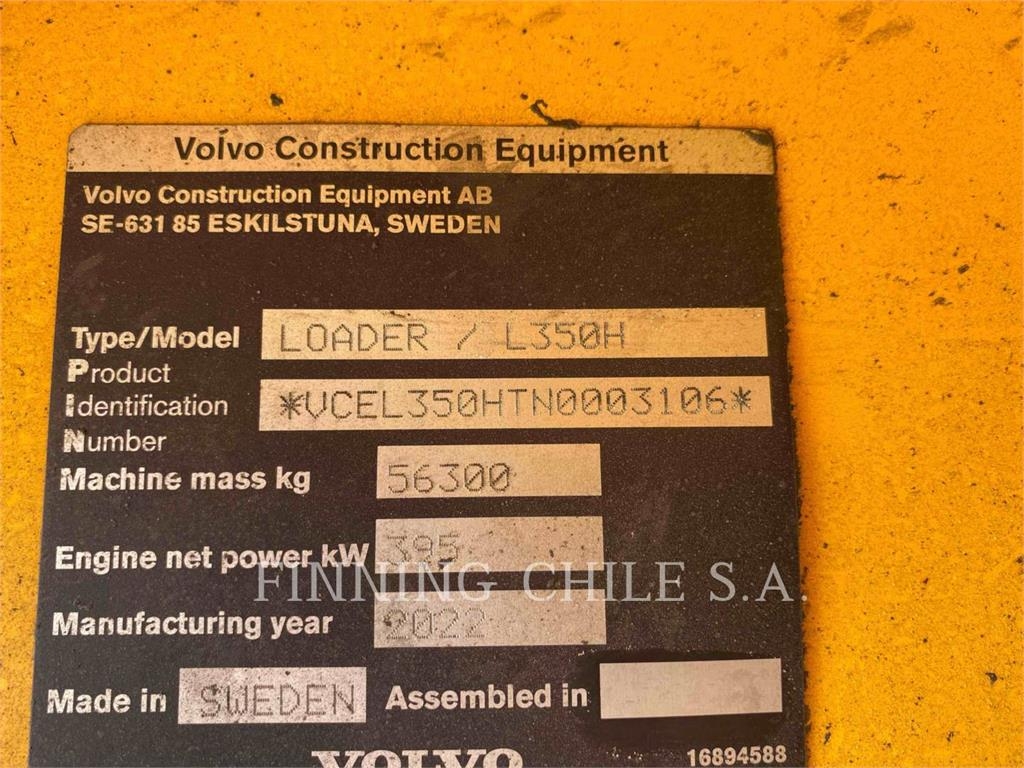 Volvo Construction Equipment
Volvo Construction Equipment AB
SE-631 85 ESKILSTUNA, SWEDEN
Type/Model LOADER / L350H
Product
Identification *VCEL350HTN0003106*
Number
Machine mass kg 56300
Engine net power kW 395
FINNING CHILE S.A.
Manufacturing year 2022
Made in SWEDEN Assembled in
VOLVO 16894588